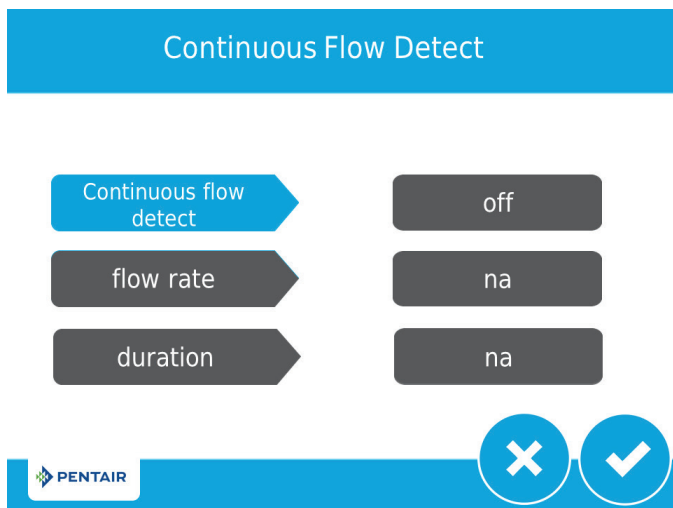 Continuous Flow Detect
Continuous flow
detect
off
flow rate
na
duration
na
PENTAIR